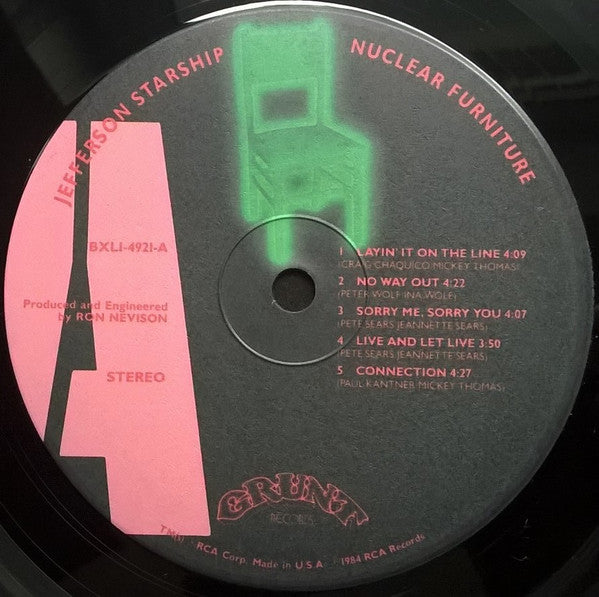 JEFFERSON STARSHIP NUCLEAR FURNITURE
A
BXL1-4921-A
Produced and Engineered
by RON NEVISON
STEREO
1 LAYIN' IT ON THE LINE 4:09
(CRAIG CHAQUICO/MICKEY THOMAS)
2 NO WAY OUT 4:22
(PETER WOLF/INA WOLF)
3 SORRY ME, SORRY YOU 4:07
(PETE SEARS/JEANNETTE SEARS)
4 LIVE AND LET LIVE 3:50
(PETE SEARS/JEANNETTE SEARS)
5 CONNECTION 4:27
(PAUL KANTNER/MICKEY THOMAS)
GRUNT
RECORDS
RCA Corp. Made in U.S.A 1984 RCA Records